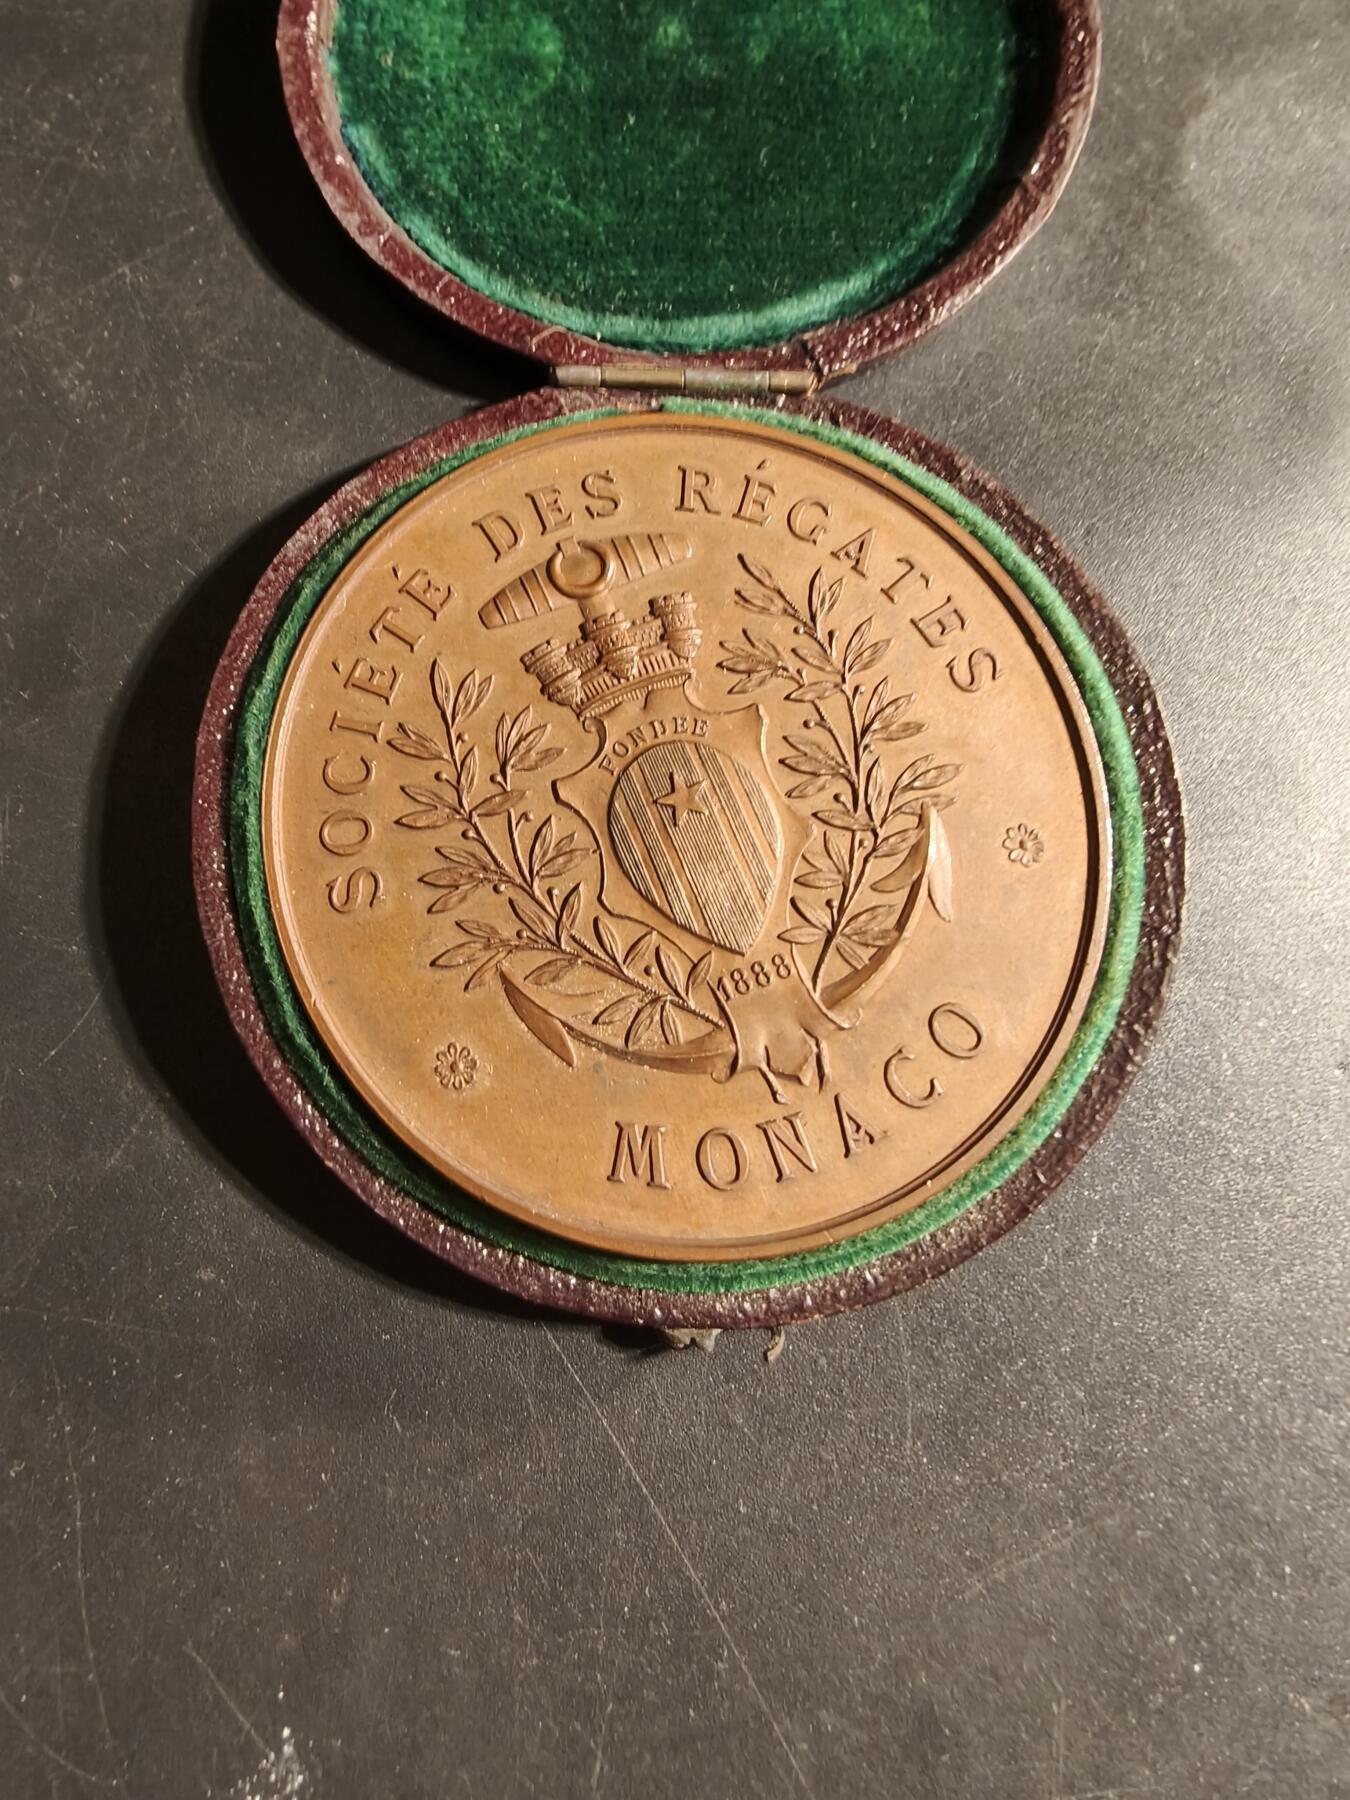 SOCIÉTÉ DES RÉGATES
FONDEE
1888
MONACO